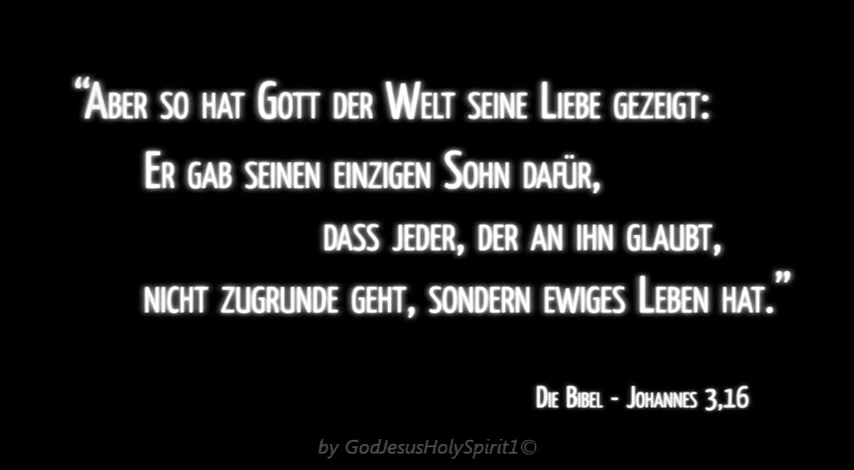 “Aber so hat Gott der Welt seine Liebe gezeigt:
Er gab seinen einzigen Sohn dafür,
dass jeder, der an ihn glaubt,
nicht zugrunde geht, sondern ewiges Leben hat.”
Die Bibel - Johannes 3,16
by GodJesusHolySpirit1©